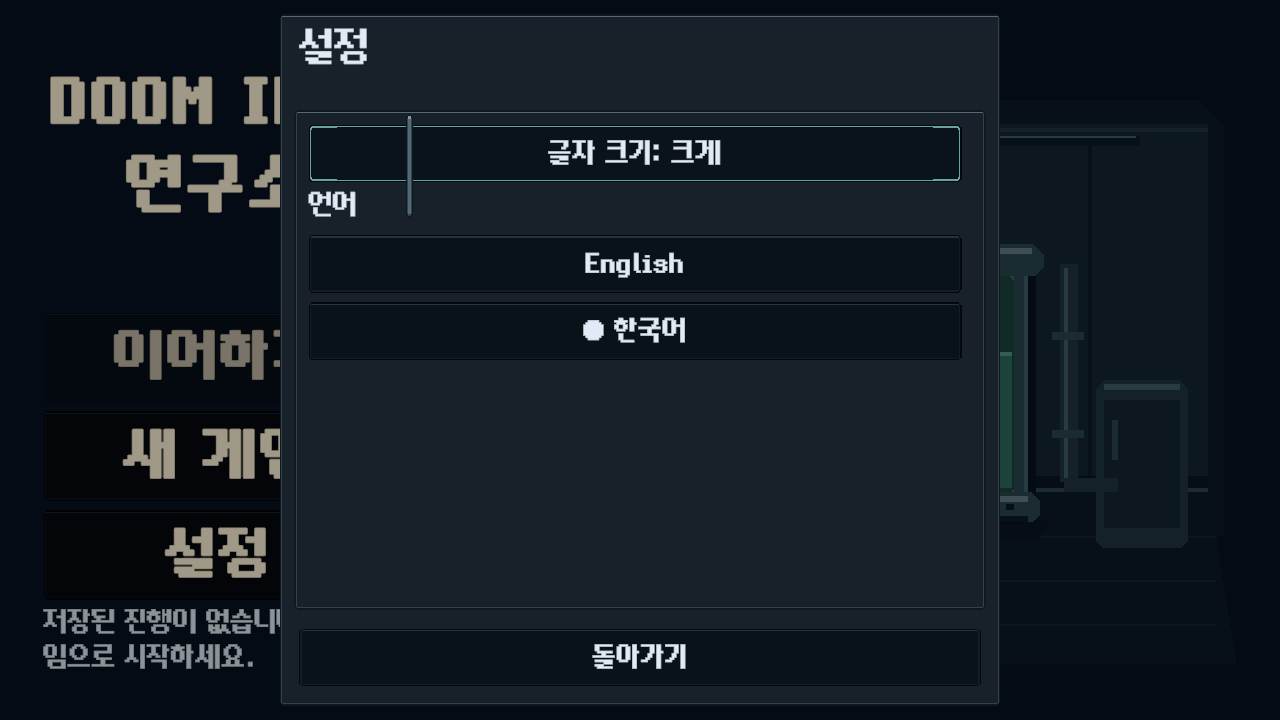 설정
DOOM
연구
글자 크기: 크게
언어
English
한국어
이어하
새 게
설정
저장된 진행이 없습니
임으로 시작하세요.
돌아가기